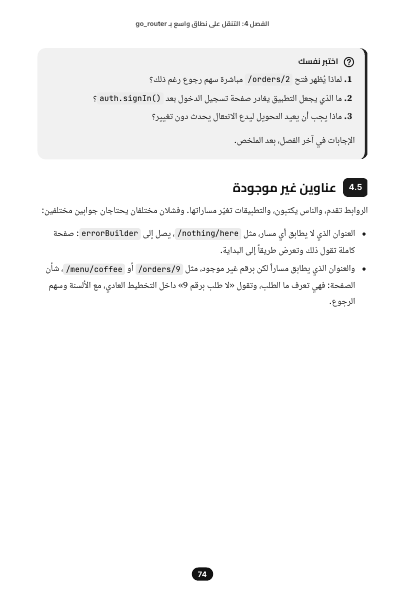 الفصل 4: التنقل على نطاق واسع بـ go_router
اختبر نفسك
1. لماذا يُظهر فتح /orders/2 مباشرة سهم رجوع رغم ذلك؟
2. ما الذي يجعل التطبيق يغادر صفحة تسجيل الدخول بعد auth.signIn() ؟
3. ماذا يجب أن يعيد التحويل ليدع الانتقال يحدث دون تغيير؟
الإجابات في آخر الفصل، بعد الملخص.
4.5 عناوين غير موجودة
الروابط تقدم، والناس يكتبون، والتطبيقات تغيّر مساراتها. وفشلان مختلفان يحتاجان جوابين مختلفين:
• العنوان الذي لا يطابق أي مسار، مثل /nothing/here، يصل إلى errorBuilder : صفحة
كاملة تقول ذلك وتعرض طريقاً إلى البداية.
• والعنوان الذي يطابق مساراً لكن برقم غير موجود، مثل /orders/9 أو /menu/coffee، شأن
الصفحة: فهي تعرف ما الطلب، وتقول «لا طلب برقم 9» داخل التخطيط العادي، مع الألسنة وسهم
الرجوع.
74